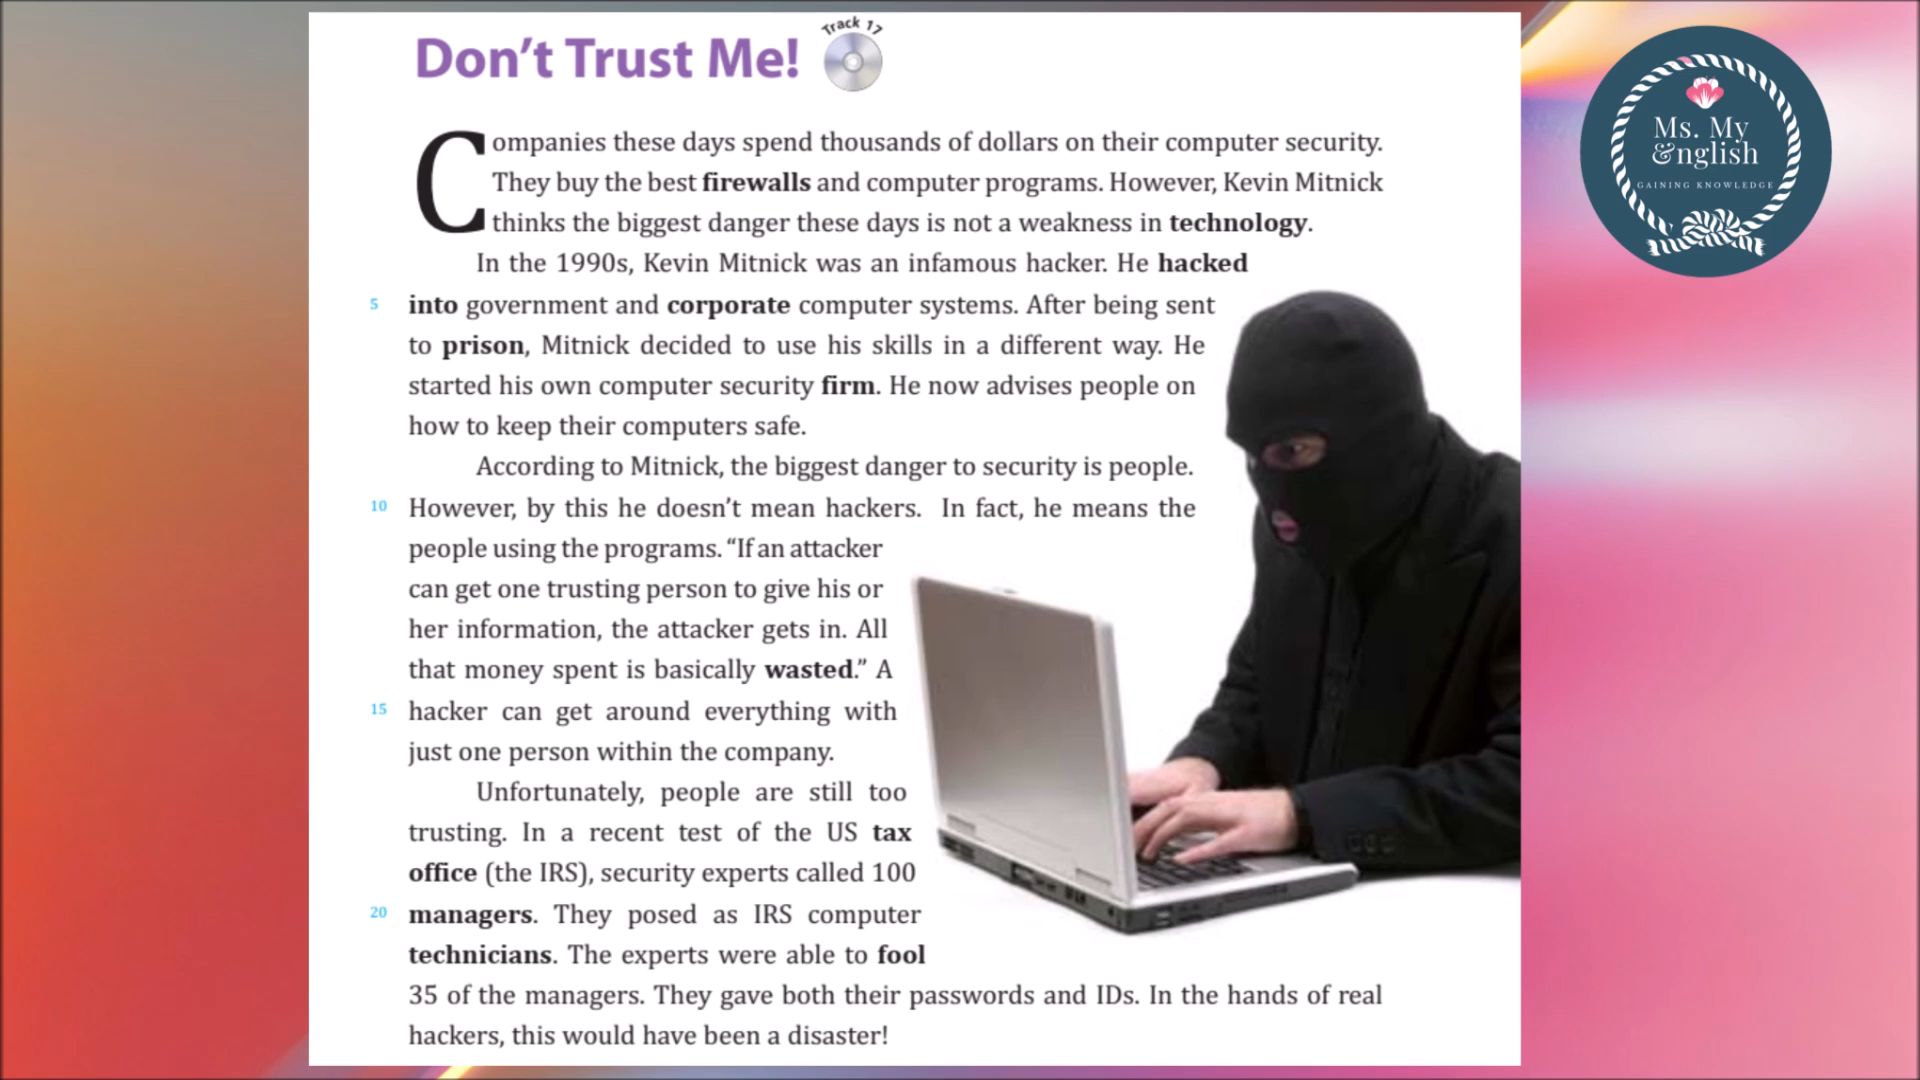 Don't Trust Me!
Track 17
Companies these days spend thousands of dollars on their computer security.
They buy the best firewalls and computer programs. However, Kevin Mitnick
thinks the biggest danger these days is not a weakness in technology.
In the 1990s, Kevin Mitnick was an infamous hacker. He hacked
5 into government and corporate computer systems. After being sent
to prison, Mitnick decided to use his skills in a different way. He
started his own computer security firm. He now advises people on
how to keep their computers safe.
According to Mitnick, the biggest danger to security is people.
10 However, by this he doesn't mean hackers. In fact, he means the
people using the programs. “If an attacker
can get one trusting person to give his or
her information, the attacker gets in. All
that money spent is basically wasted.” A
15 hacker can get around everything with
just one person within the company.
Unfortunately, people are still too
trusting. In a recent test of the US tax
office (the IRS), security experts called 100
20 managers. They posed as IRS computer
technicians. The experts were able to fool
35 of the managers. They gave both their passwords and IDs. In the hands of real
hackers, this would have been a disaster!
Ms. My
&nglish
GAINING KNOWLEDGE